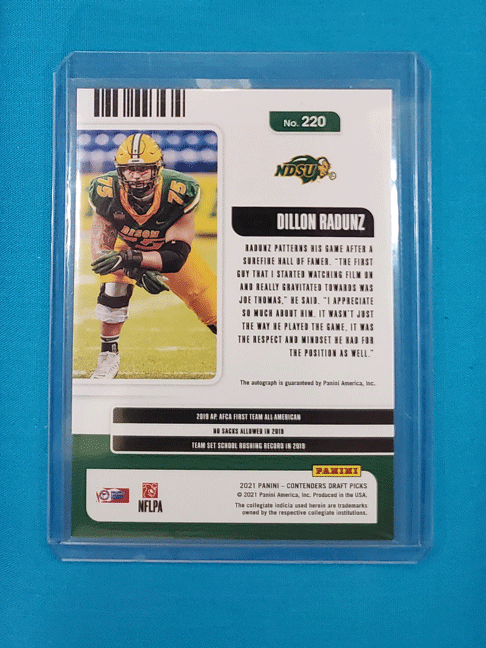 No. 220
NDSU
DILLON RADUNZ
75
75
BISON
75
RADUNZ PATTERNS HIS GAME AFTER A
SUREFIRE HALL OF FAMER. "THE FIRST
GUY THAT I STARTED WATCHING FILM ON
AND REALLY GRAVITATED TOWARDS WAS
JOE THOMAS," HE SAID. "I APPRECIATE
SO MUCH ABOUT HIM. IT WASN'T JUST
THE WAY HE PLAYED THE GAME, IT WAS
THE RESPECT AND MINDSET HE HAD FOR
THE POSITION AS WELL."
The autograph is guaranteed by Panini America, Inc.
2019 AP, AFCA FIRST TEAM ALL AMERICAN
NO SACKS ALLOWED IN 2019
TEAM SET SCHOOL RUSHING RECORD IN 2019
PANINI
2021 PANINI – CONTENDERS DRAFT PICKS
© 2021 Panini America, Inc. Produced in the USA.
The collegiate indicia used herein are trademarks
owned by the respective collegiate institutions.
NFLPA